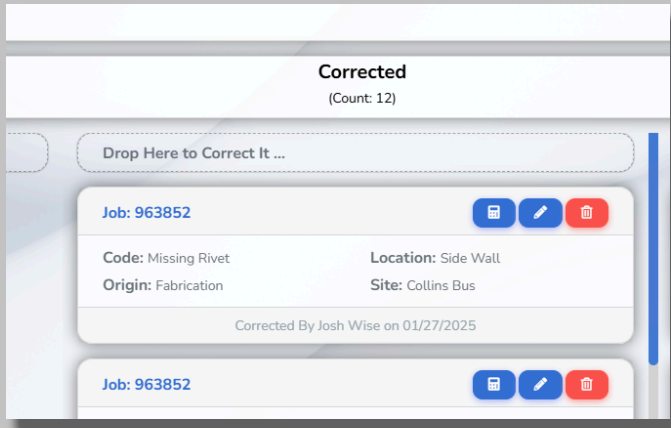 Corrected
(Count: 12)
Drop Here to Correct It ...
Job: 963852
Code: Missing Rivet
Location: Side Wall
Origin: Fabrication
Site: Collins Bus
Corrected By Josh Wise on 01/27/2025
Job: 963852